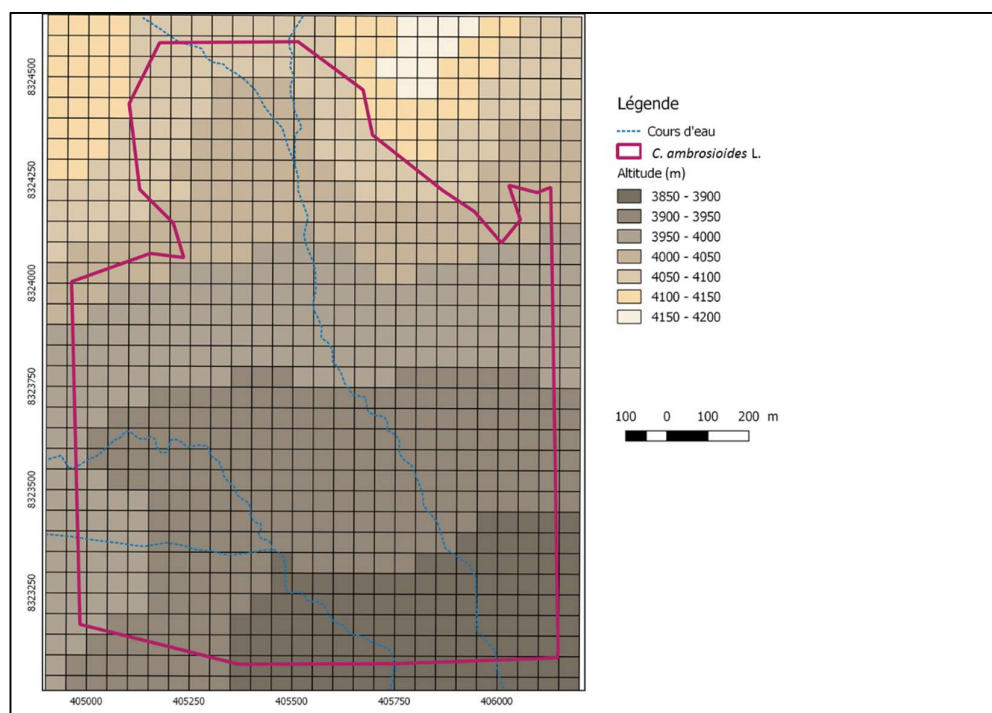 8324500
8324250
8324000
8323750
8323500
8323250
405000 405250 405500 405750 406000
Légende
Cours d'eau
C. ambrosioides L.
Altitude (m)
3850 - 3900
3900 - 3950
3950 - 4000
4000 - 4050
4050 - 4100
4100 - 4150
4150 - 4200
100 0 100 200 m